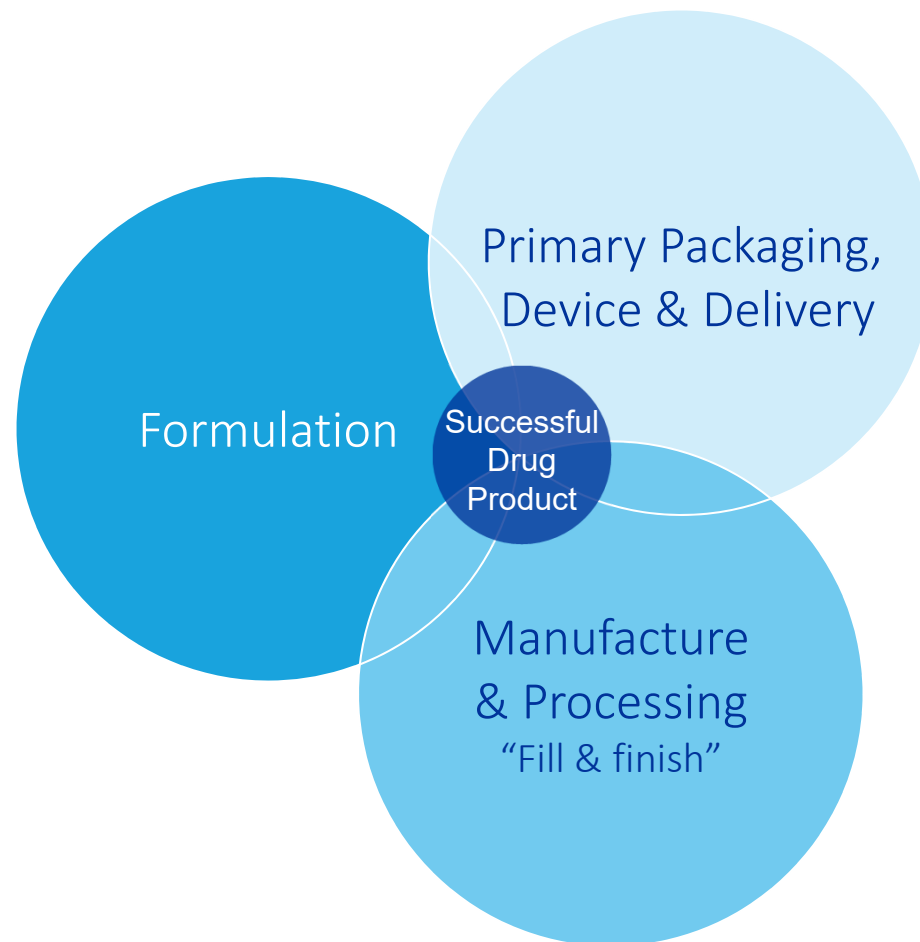 Primary Packaging,
Device & Delivery
Formulation
Successful
Drug
Product
Manufacture
& Processing
“Fill & finish”